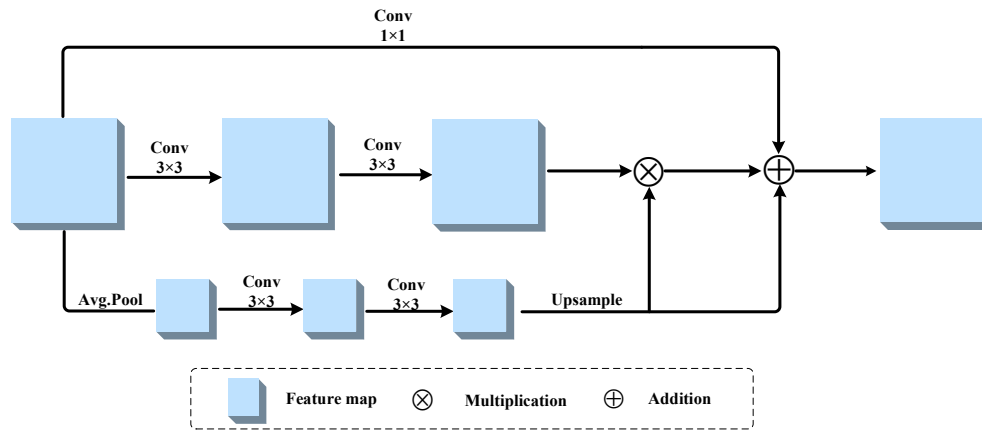 Conv
1×1
Conv
3×3
Conv
3×3
Avg.Pool
Conv
3×3
Conv
3×3
Upsample
Feature map
Multiplication
Addition